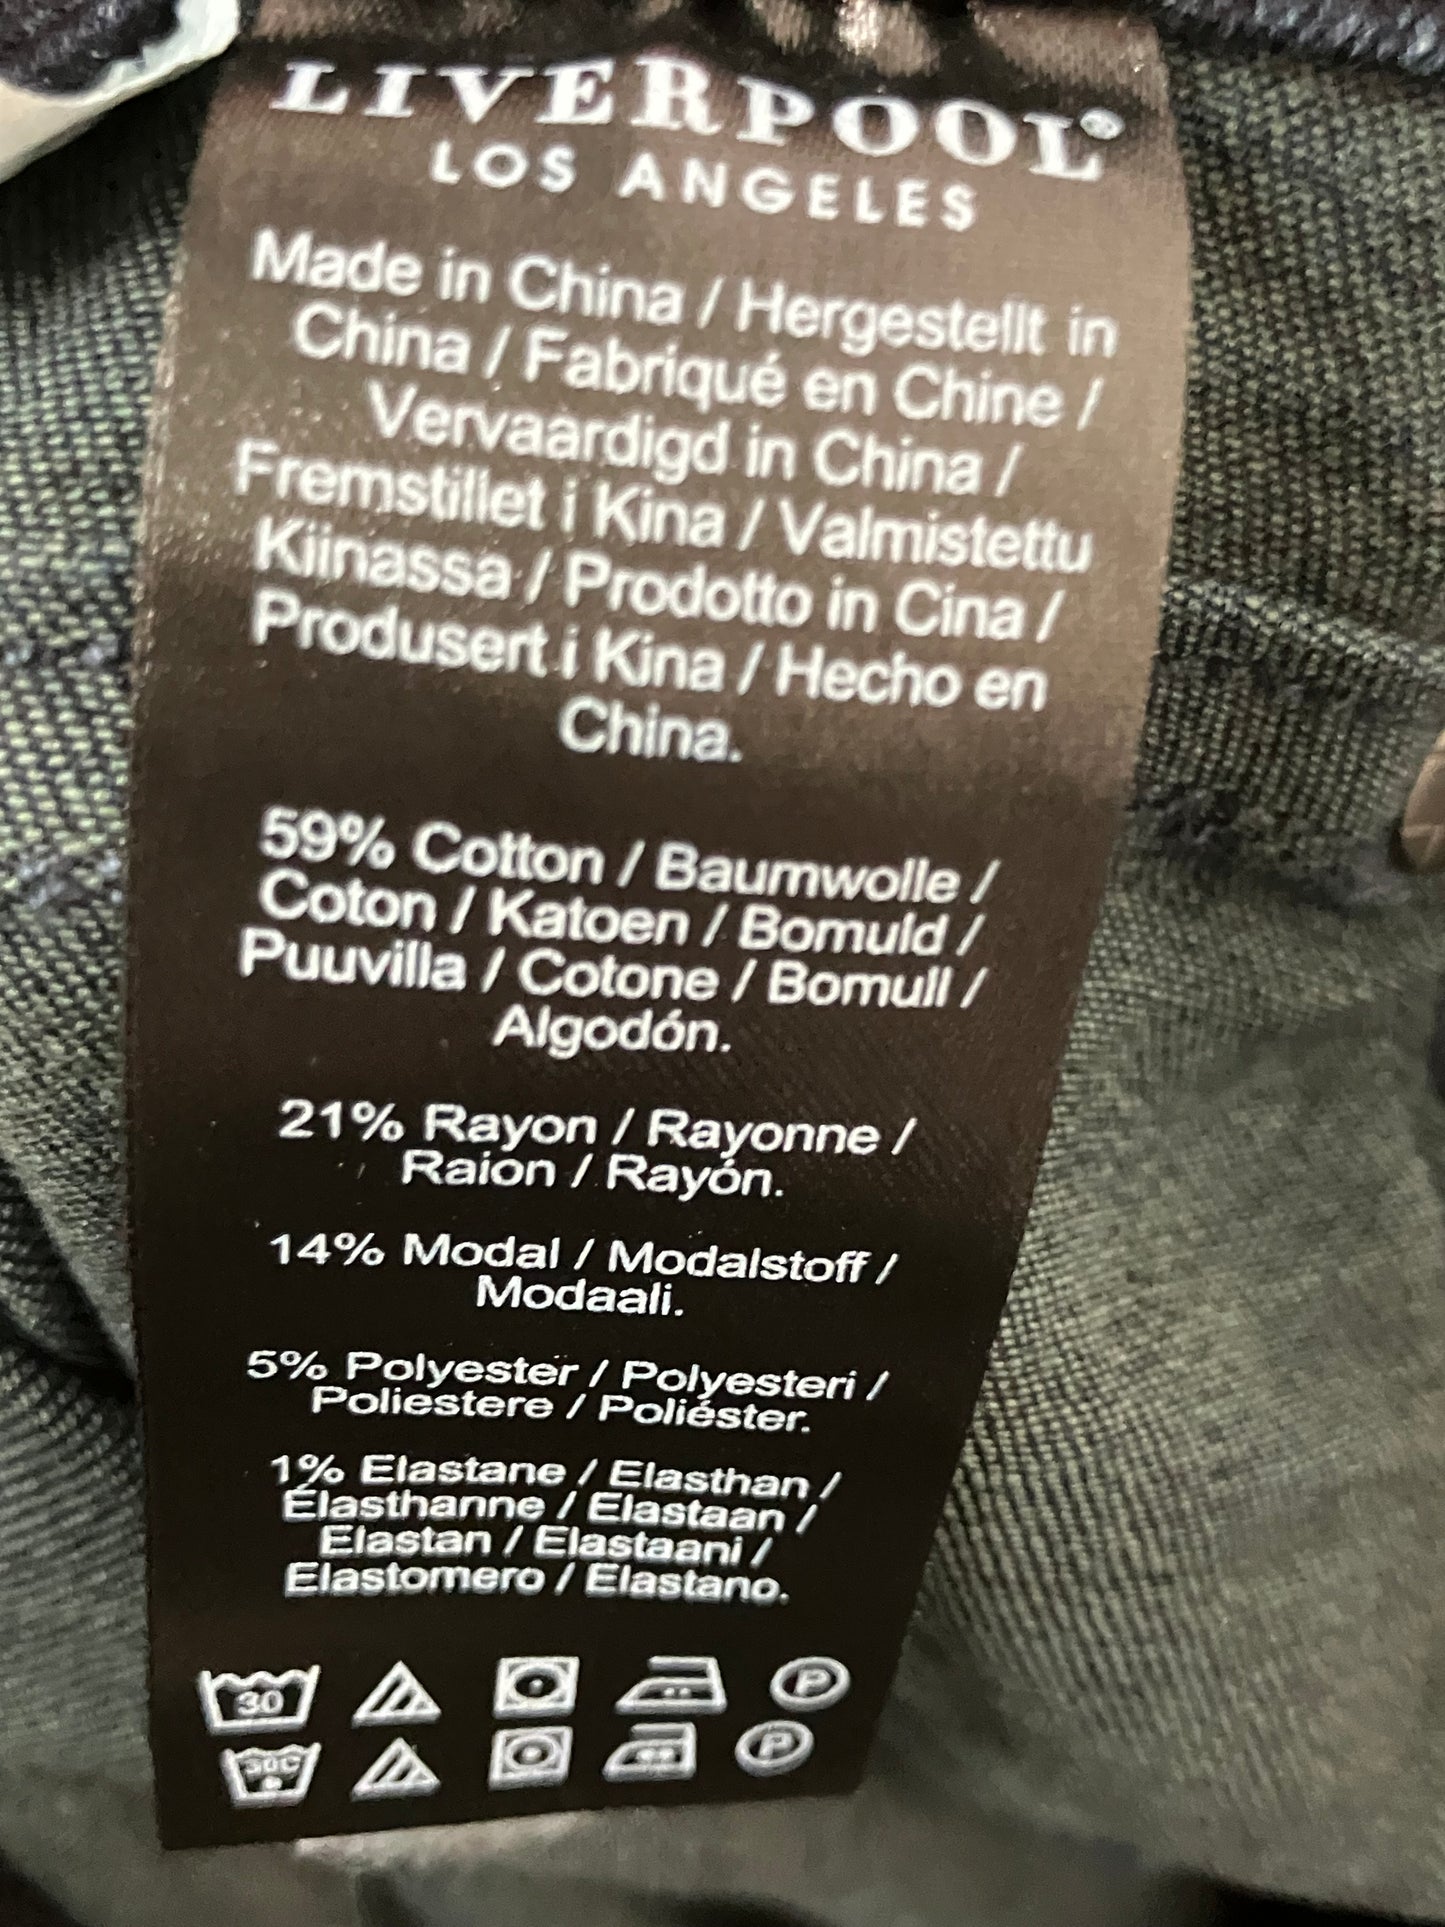 LIVERPOOL®
LOS ANGELES
Made in China / Hergestellt in
China / Fabriqué en Chine /
Vervaardigd in China /
Fremstillet i Kina / Valmistettu
Kiinassa / Prodotto in Cina /
Produsert i Kina / Hecho en
China.
59% Cotton / Baumwolle /
Coton / Katoen / Bomuld /
Puuvilla / Cotone / Bomull /
Algodón.
21% Rayon / Rayonne /
Raion / Rayón.
14% Modal / Modalstoff /
Modaali.
5% Polyester / Polyesteri /
Poliestere / Poliéster.
1% Elastane / Elasthan /
Élasthanne / Elastaan /
Elastan / Elastaani /
Elastomero / Elastano.
30 P
30C P